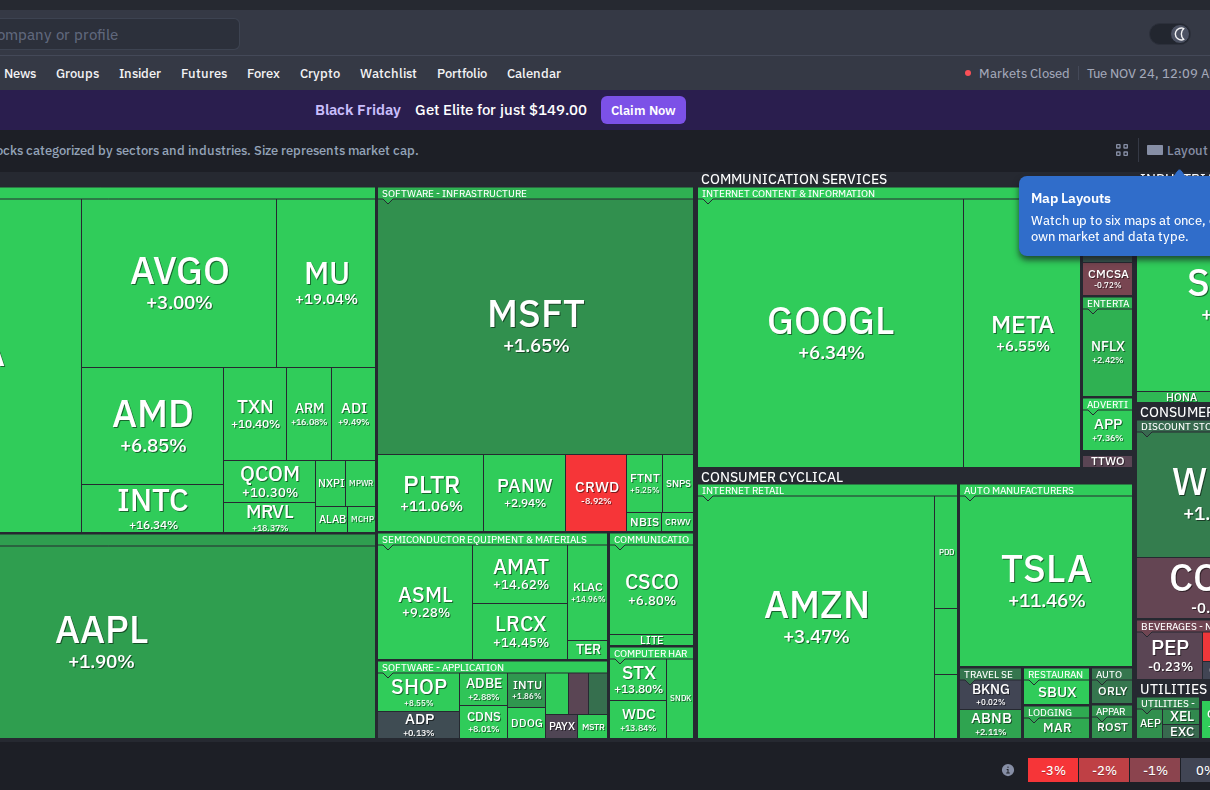 ompany or profile
News Groups Insider Futures Forex Crypto Watchlist Portfolio Calendar
Markets Closed Tue NOV 24, 12:09 A
Black Friday Get Elite for just $149.00 Claim Now
ocks categorized by sectors and industries. Size represents market cap.
Layout
Map Layouts
Watch up to six maps at once,
own market and data type.
AVGO
+3.00%
MU
+19.04%
AMD
+6.85%
TXN
+10.40%
ARM
+16.08%
ADI
+9.49%
QCOM
+10.30%
NXPI
MPWR
INTC
+16.34%
MRVL
+18.37%
ALAB
MCHP
AAPL
+1.90%
SOFTWARE - INFRASTRUCTURE
MSFT
+1.65%
PLTR
+11.06%
PANW
+2.94%
CRWD
-8.92%
FTNT
+5.25%
SNPS
NBIS
CRWV
SEMICONDUCTOR EQUIPMENT & MATERIALS
ASML
+9.28%
AMAT
+14.62%
LRCX
+14.45%
KLAC
+14.96%
TER
COMMUNICATIO
CSCO
+6.80%
LITE
SOFTWARE - APPLICATION
SHOP
+8.55%
ADBE
+2.88%
INTU
+1.86%
ADP
+0.13%
CDNS
+8.01%
DDOG
PAYX
MSTR
COMPUTER HAR
STX
+13.80%
WDC
+13.84%
SNDK
COMMUNICATION SERVICES
INTERNET CONTENT & INFORMATION
GOOGL
+6.34%
META
+6.55%
CMCSA
-0.72%
ENTERTA
NFLX
+2.42%
ADVERTI
APP
+7.36%
TTWO
CONSUMER CYCLICAL
INTERNET RETAIL
AMZN
+3.47%
PDD
AUTO MANUFACTURERS
TSLA
+11.46%
TRAVEL SE
BKNG
+0.02%
ABNB
+2.11%
RESTAURAN
SBUX
LODGING
MAR
AUTO
ORLY
APPAR
ROST
S
+
HONA
CONSUMER
DISCOUNT STO
W
+1.
CO
-0.
BEVERAGES - N
PEP
-0.23%
UTILITIES
UTILITIES -
AEP
XEL
EXC
-3% -2% -1% 0%